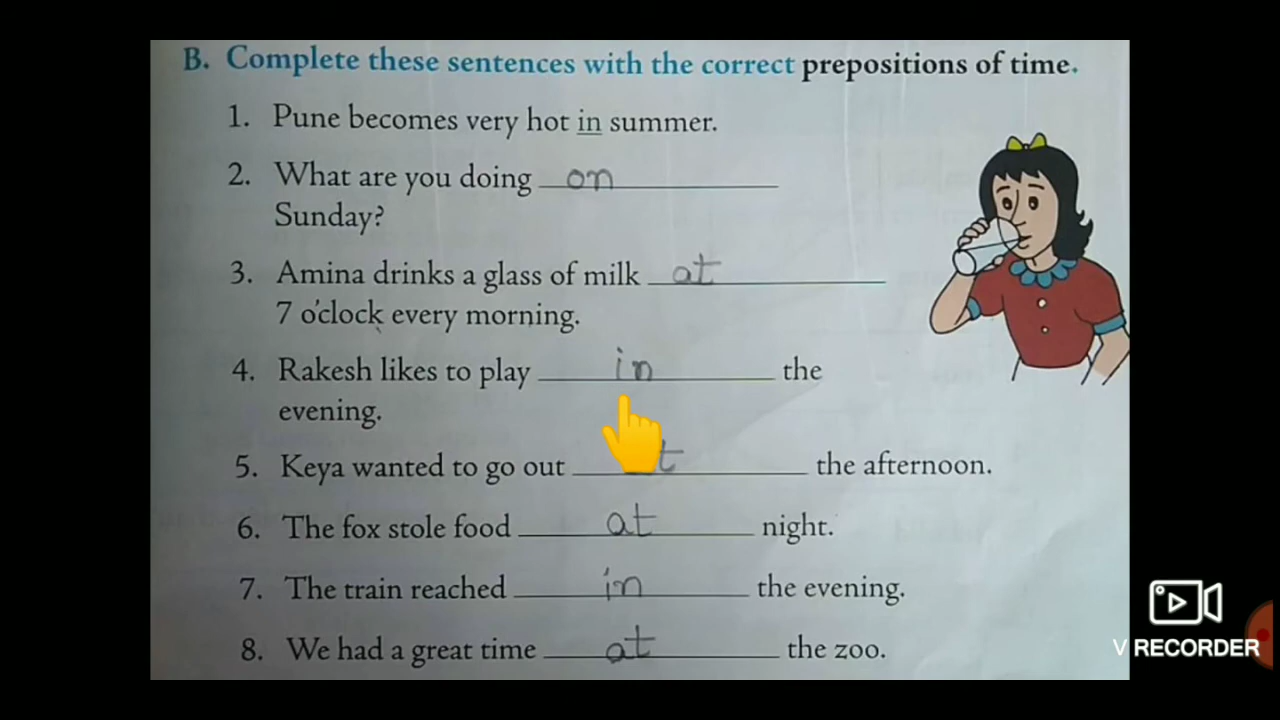 B. Complete these sentences with the correct prepositions of time.
1. Pune becomes very hot in summer.
2. What are you doing on
Sunday?
3. Amina drinks a glass of milk at
7 o'clock every morning.
4. Rakesh likes to play in the
evening.
5. Keya wanted to go out the afternoon.
6. The fox stole food at night.
7. The train reached in the evening.
8. We had a great time at the zoo.
V RECORDER